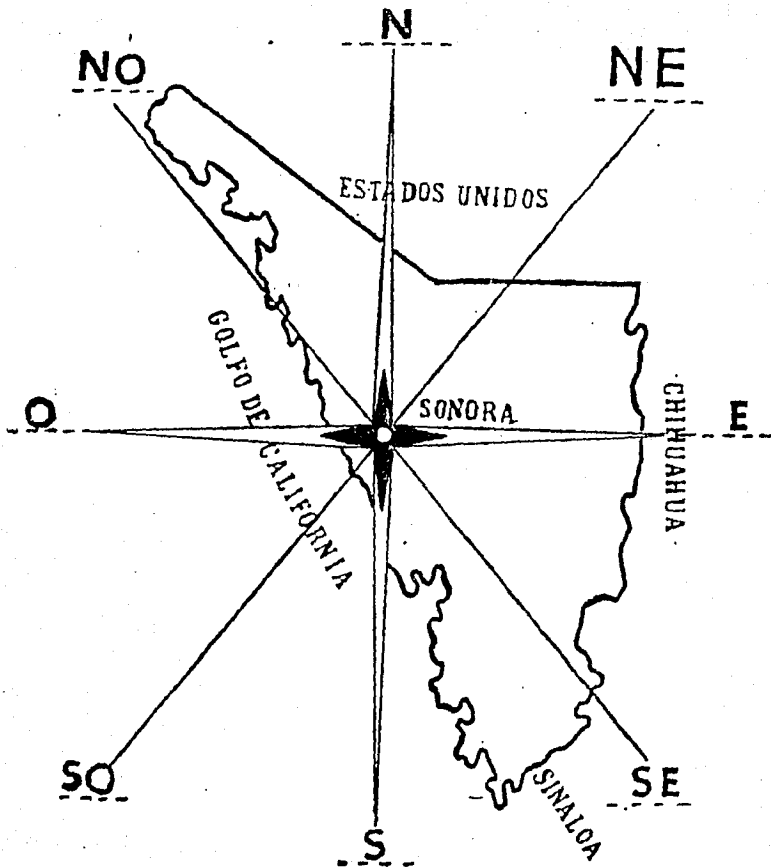 N
NO
NE
ESTADOS UNIDOS
GOLFO DE CALIFORNIA
SONORA
CHIHUAHUA
O
E
SO
SE
SINALOA
S